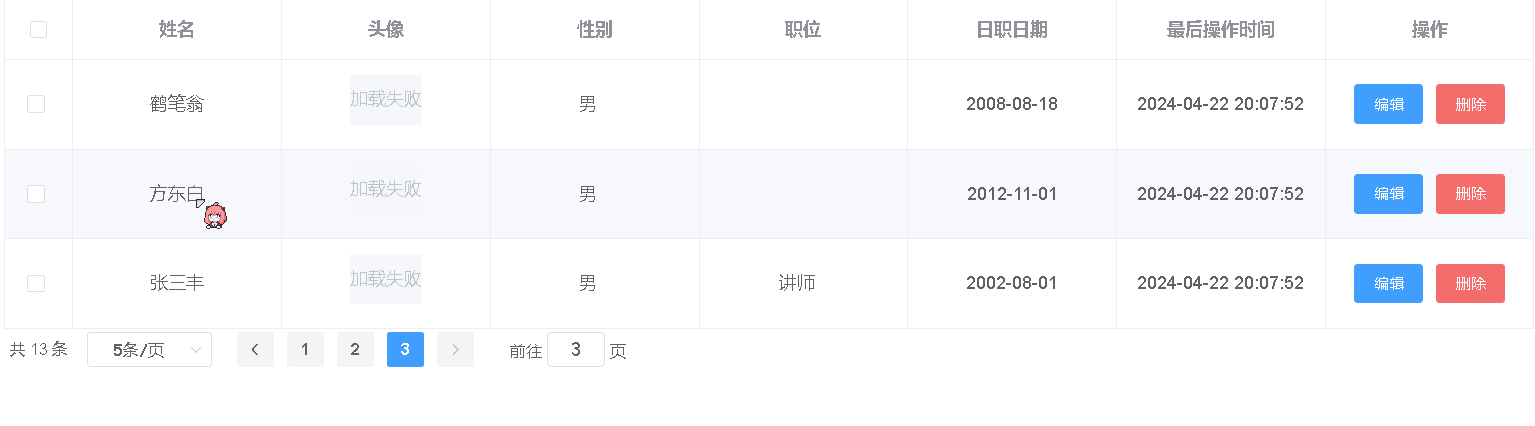 姓名 头像 性别 职位 日职日期 最后操作时间 操作
鹤笔翁 加载失败 男 2008-08-18 2024-04-22 20:07:52 编辑 删除
方东白 加载失败 男 2012-11-01 2024-04-22 20:07:52 编辑 删除
张三丰 加载失败 男 讲师 2002-08-01 2024-04-22 20:07:52 编辑 删除
共 13 条 5条/页 1 2 3 前往 3 页